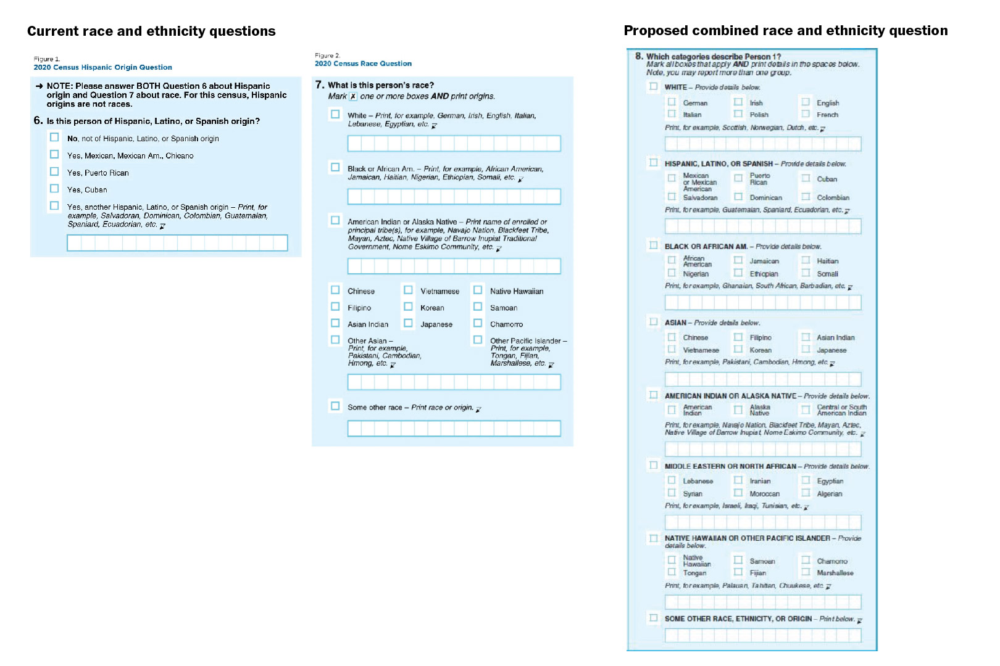 Current race and ethnicity questions
Figure 1.
2020 Census Hispanic Origin Question
➜ NOTE: Please answer BOTH Question 6 about Hispanic
origin and Question 7 about race. For this census, Hispanic
origins are not races.
6. Is this person of Hispanic, Latino, or Spanish origin?
No, not of Hispanic, Latino, or Spanish origin
Yes, Mexican, Mexican Am., Chicano
Yes, Puerto Rican
Yes, Cuban
Yes, another Hispanic, Latino, or Spanish origin – Print, for
example, Salvadoran, Dominican, Colombian, Guatemalan,
Spaniard, Ecuadorian, etc.
Figure 2.
2020 Census Race Question
7. What is this person's race?
Mark X one or more boxes AND print origins.
White – Print, for example, German, Irish, English, Italian,
Lebanese, Egyptian, etc.
Black or African Am. – Print, for example, African American,
Jamaican, Haitian, Nigerian, Ethiopian, Somali, etc.
American Indian or Alaska Native – Print name of enrolled or
principal tribe(s), for example, Navajo Nation, Blackfeet Tribe,
Mayan, Aztec, Native Village of Barrow Inupiat Traditional
Government, Nome Eskimo Community, etc.
Chinese Vietnamese Native Hawaiian
Filipino Korean Samoan
Asian Indian Japanese Chamorro
Other Asian –
Print, for example,
Pakistani, Cambodian,
Hmong, etc.
Other Pacific Islander –
Print, for example,
Tongan, Fijian,
Marshallese, etc.
Some other race – Print race or origin.
Proposed combined race and ethnicity question
8. Which categories describe Person 1?
Mark all boxes that apply AND print details in the spaces below.
Note, you may report more than one group.
WHITE – Provide details below.
German Irish English
Italian Polish French
Print, for example, Scottish, Norwegian, Dutch, etc.
HISPANIC, LATINO, OR SPANISH – Provide details below.
Mexican
or Mexican
American
Puerto
Rican
Cuban
Salvadoran Dominican Colombian
Print, for example, Guatemalan, Spaniard, Ecuadorian, etc.
BLACK OR AFRICAN AM. – Provide details below.
African
American
Jamaican Haitian
Nigerian Ethiopian Somali
Print, for example, Ghanaian, South African, Barbadian, etc.
ASIAN – Provide details below.
Chinese Filipino Asian Indian
Vietnamese Korean Japanese
Print, for example, Pakistani, Cambodian, Hmong, etc.
AMERICAN INDIAN OR ALASKA NATIVE – Provide details below.
American
Indian
Alaska
Native
Central or South
American Indian
Print, for example, Navajo Nation, Blackfeet Tribe, Mayan, Aztec,
Native Village of Barrow Inupiat, Nome Eskimo Community, etc.
MIDDLE EASTERN OR NORTH AFRICAN – Provide details below.
Lebanese Iranian Egyptian
Syrian Moroccan Algerian
Print, for example, Israeli, Iraqi, Tunisian, etc.
NATIVE HAWAIIAN OR OTHER PACIFIC ISLANDER – Provide
details below.
Native
Hawaiian
Samoan Chamorro
Tongan Fijian Marshallese
Print, for example, Palauan, Tahitian, Chuukese, etc.
SOME OTHER RACE, ETHNICITY, OR ORIGIN – Print below.